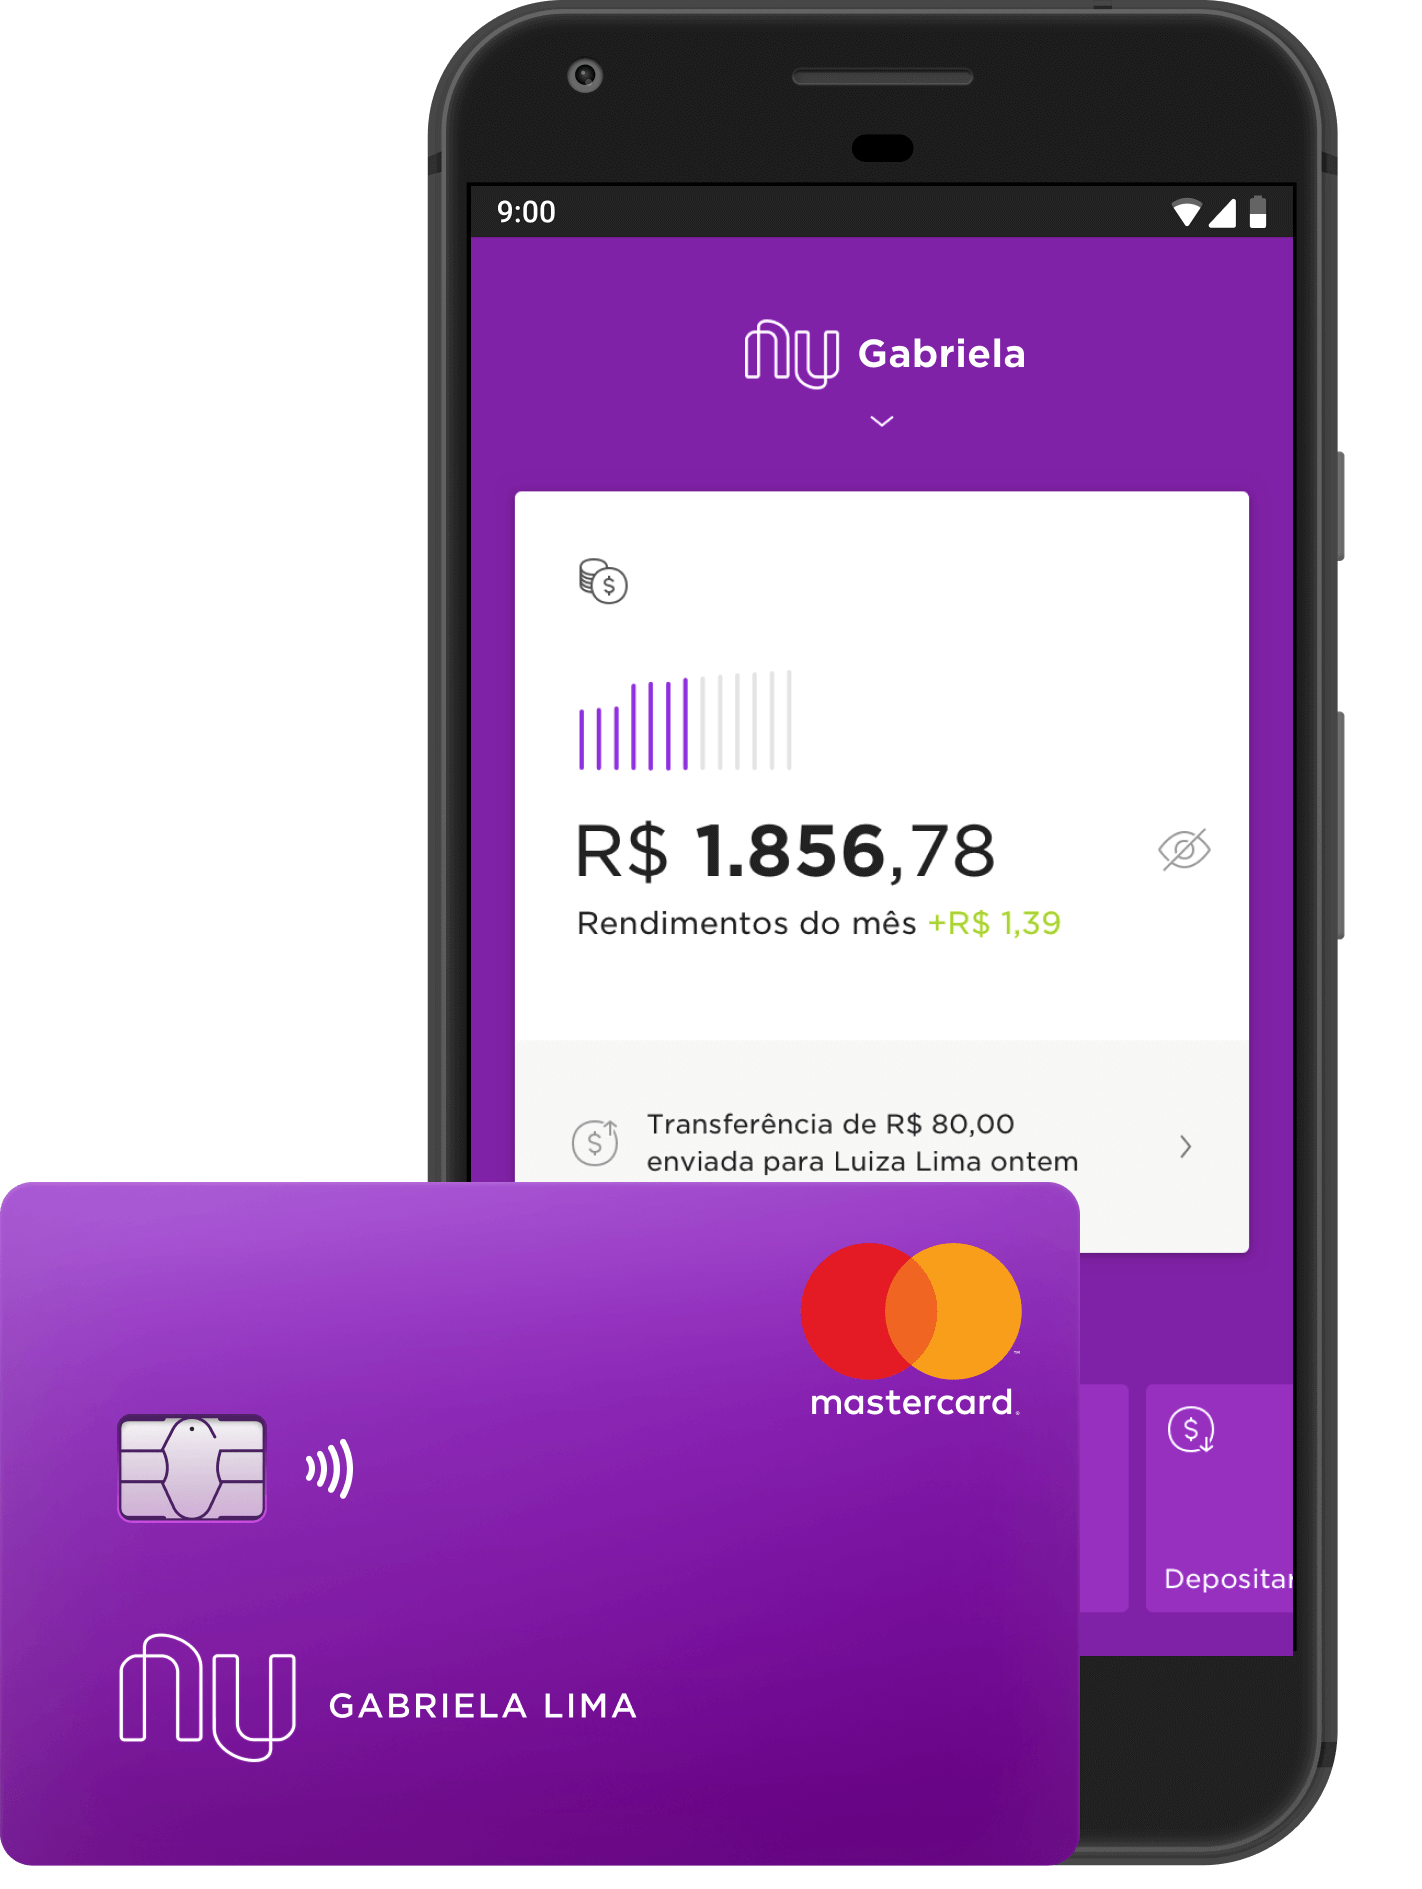 9:00
nu Gabriela
R$ 1.856,78
Rendimentos do mês +R$ 1,39
Transferência de R$ 80,00
enviada para Luiza Lima ontem
mastercard.
Depositar
nu GABRIELA LIMA